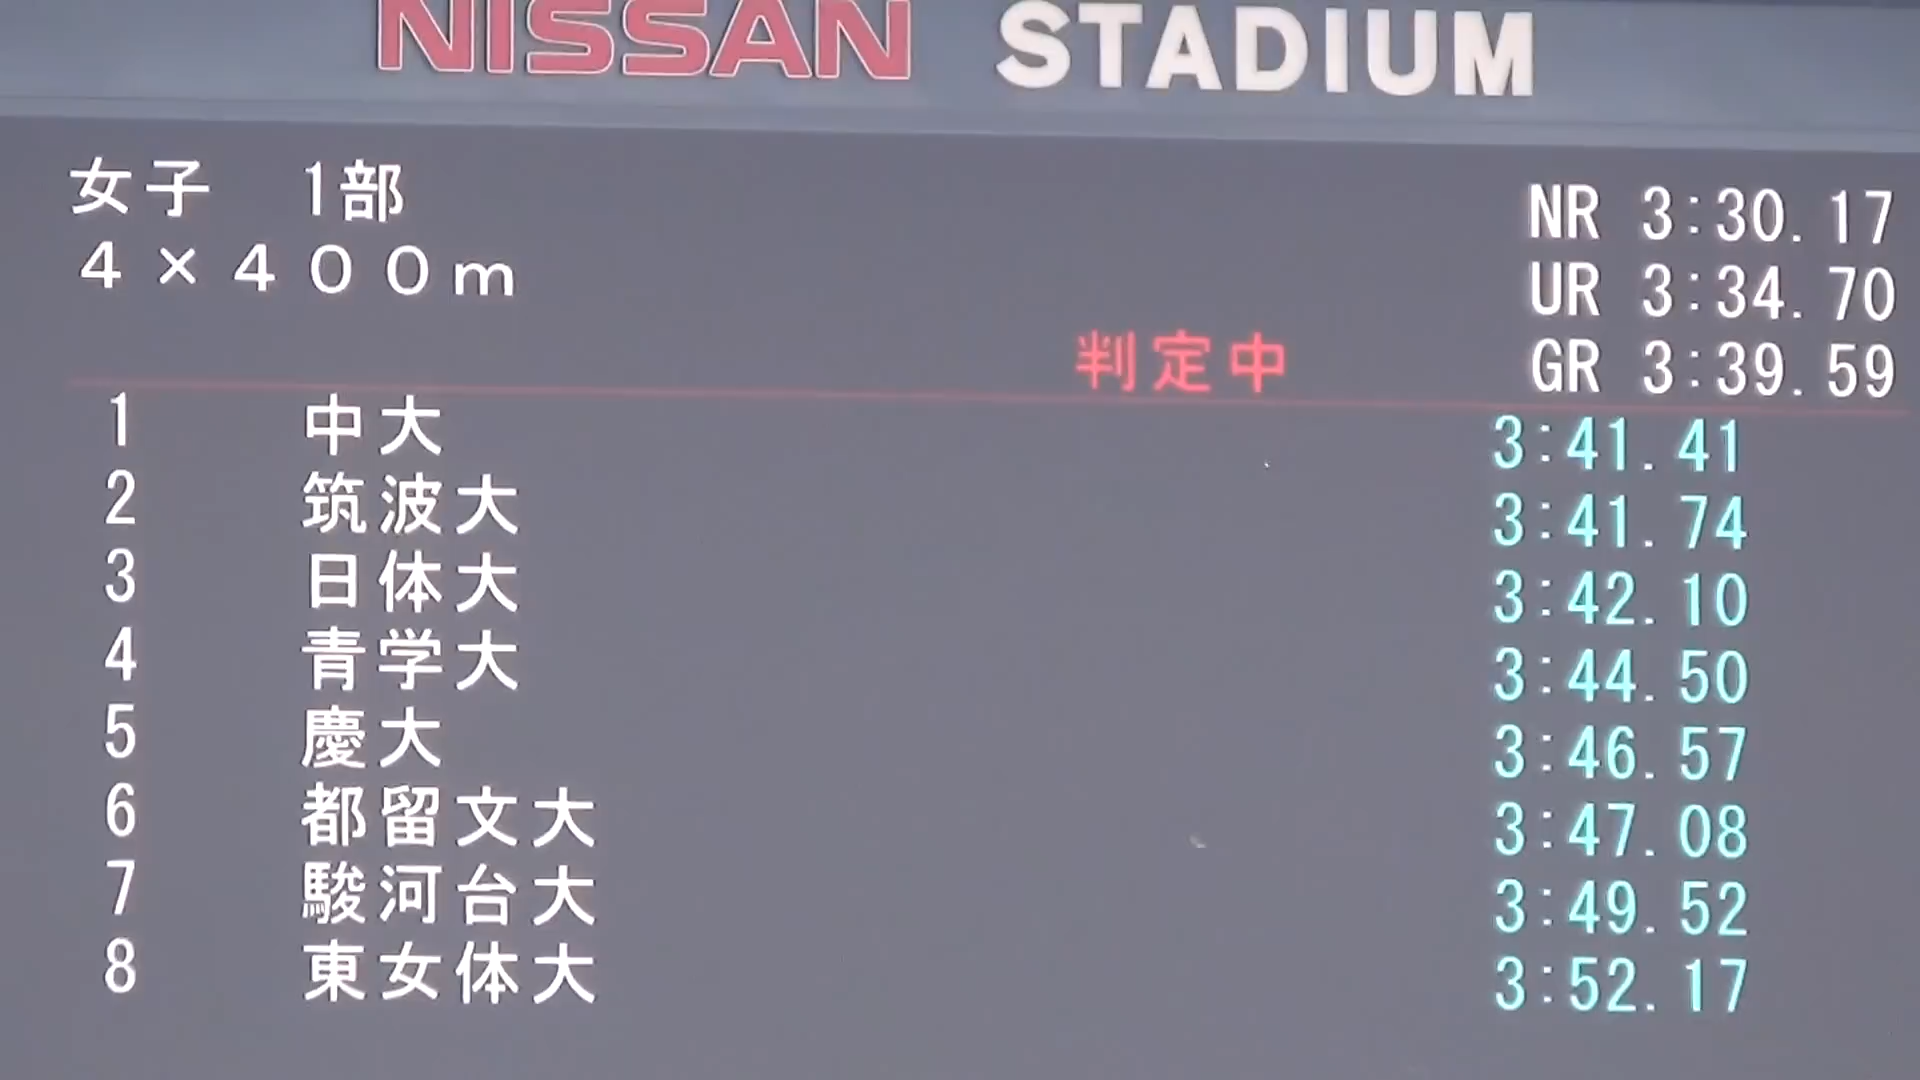 NISSAN STADIUM
女子 1部
4×400m
NR 3:30.17
UR 3:34.70
GR 3:39.59
判定中
1 中大 3:41.41
2 筑波大 3:41.74
3 日体大 3:42.10
4 青学大 3:44.50
5 慶大 3:46.57
6 都留文大 3:47.08
7 駿河台大 3:49.52
8 東女体大 3:52.17